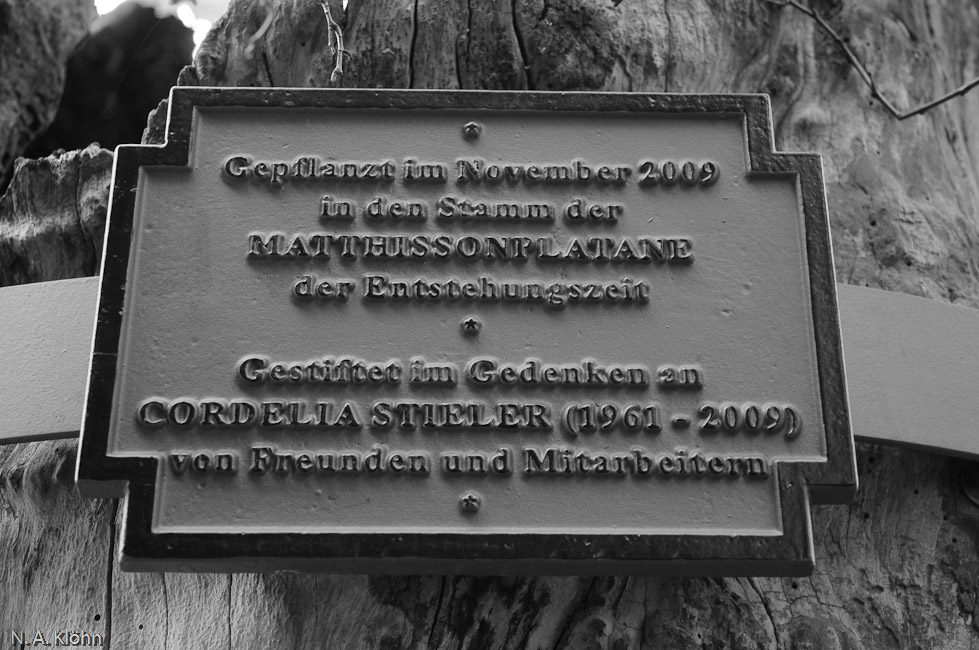 Gepflanzt im November 2009
in den Stamm der
MATTHISSONPLATANE
der Entstehungszeit
Gestiftet im Gedenken an
CORDELIA STIELER (1961 - 2009)
von Freunden und Mitarbeitern
N. A. Klöhn